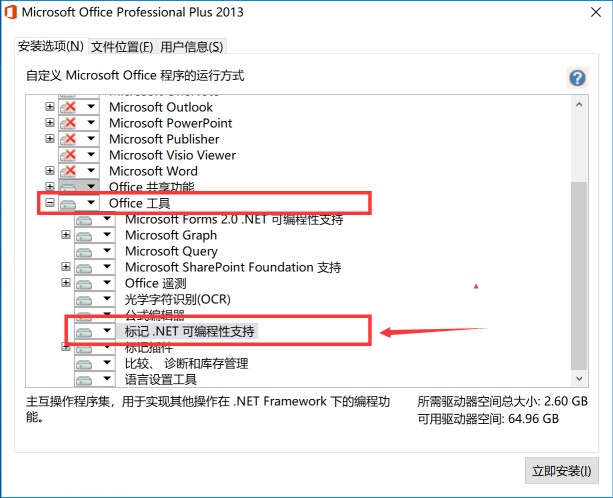 Microsoft Office Professional Plus 2013
安装选项(N) 文件位置(F) 用户信息(S)
自定义 Microsoft Office 程序的运行方式
Microsoft OneNote
Microsoft Outlook
Microsoft PowerPoint
Microsoft Publisher
Microsoft Visio Viewer
Microsoft Word
Office 共享功能
Office 工具
Microsoft Forms 2.0 .NET 可编程性支持
Microsoft Graph
Microsoft Query
Microsoft SharePoint Foundation 支持
Office 遥测
光学字符识别(OCR)
公式编辑器
标记 .NET 可编程性支持
标记插件
比较、 诊断和库存管理
语言设置工具
主互操作程序集，用于实现其他操作在 .NET Framework 下的编程功
能。
所需驱动器空间总大小: 2.60 GB
可用驱动器空间: 64.96 GB
立即安装(I)